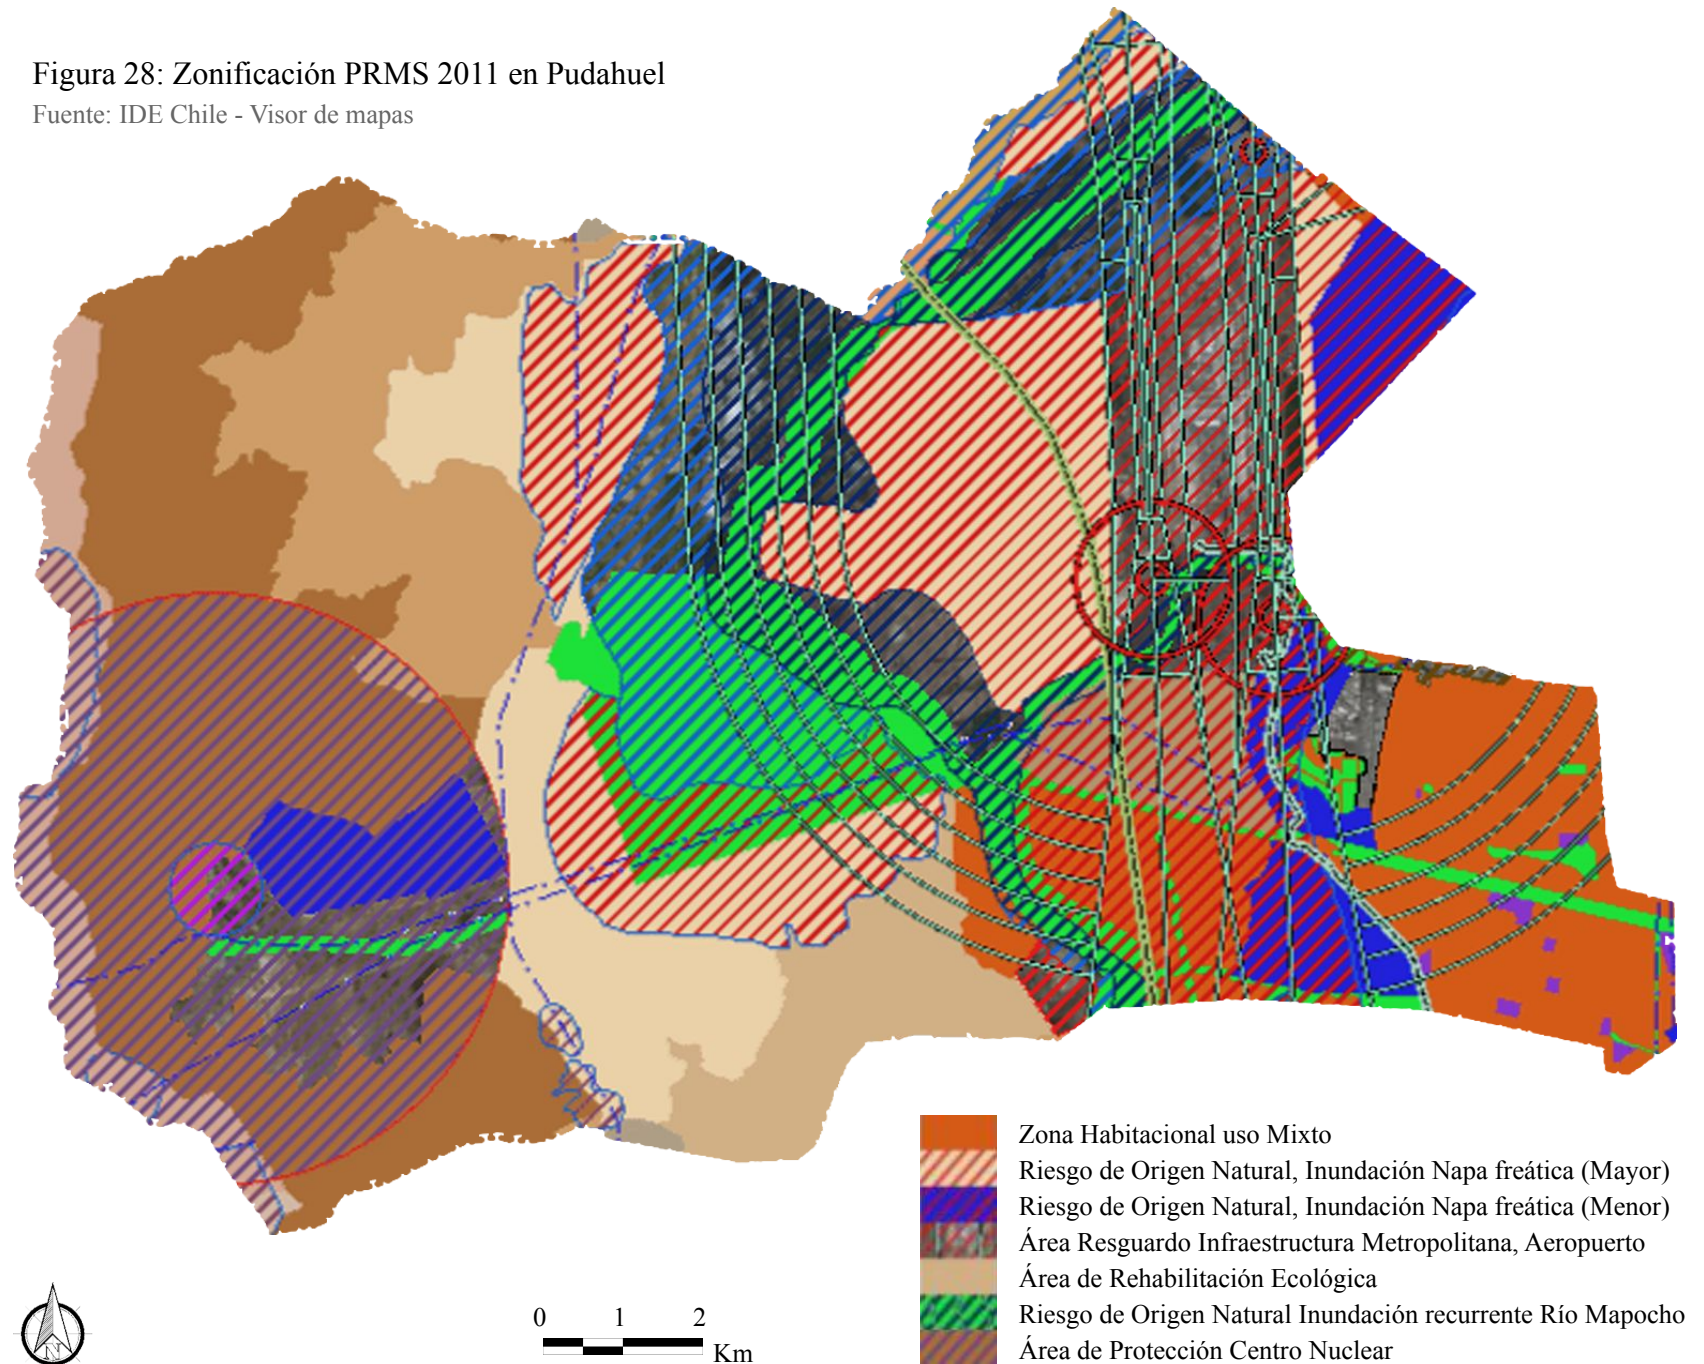 Figura 28: Zonificación PRMS 2011 en Pudahuel
Fuente: IDE Chile - Visor de mapas
Zona Habitacional uso Mixto
Riesgo de Origen Natural, Inundación Napa freática (Mayor)
Riesgo de Origen Natural, Inundación Napa freática (Menor)
Área Resguardo Infraestructura Metropolitana, Aeropuerto
Área de Rehabilitación Ecológica
Riesgo de Origen Natural Inundación recurrente Río Mapocho
Área de Protección Centro Nuclear
N
0 1 2
Km